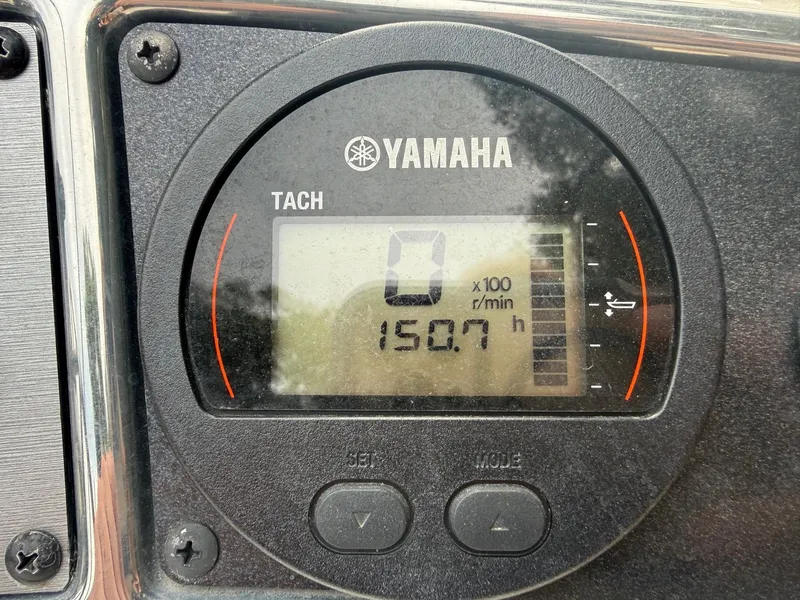 YAMAHA
TACH
0
x100
r/min
150.7 h
SET
MODE